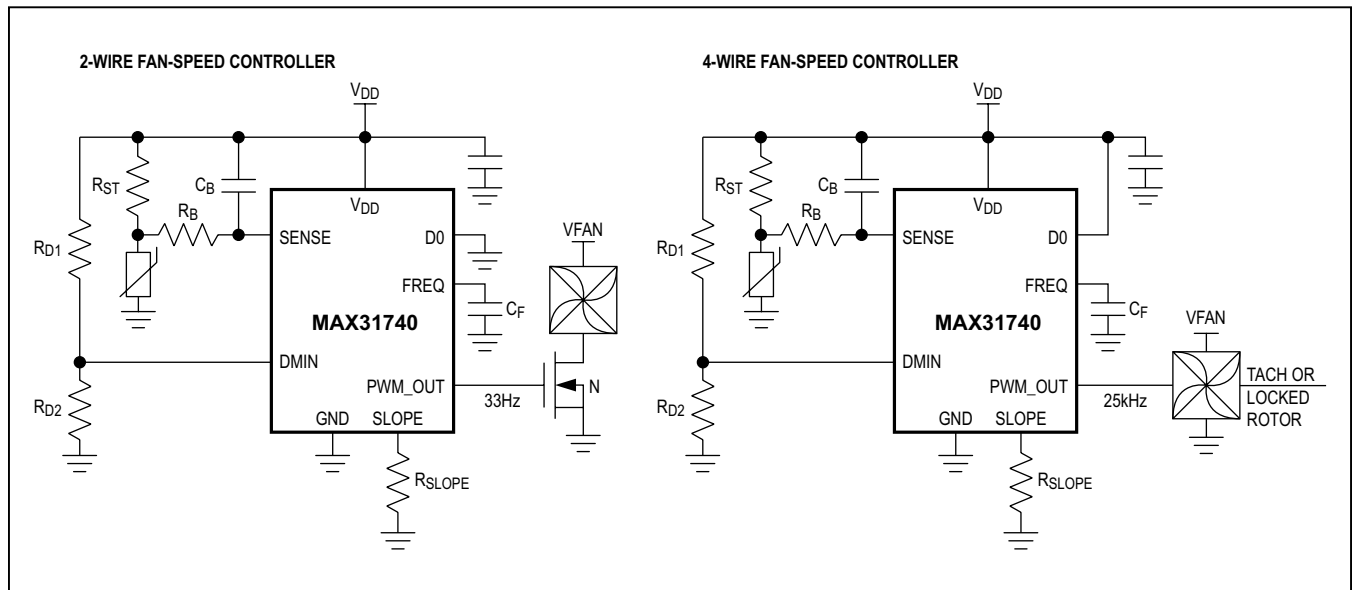 2-WIRE FAN-SPEED CONTROLLER
VDD
RST
CB
RB
RD1
RD2
VDD
SENSE
D0
FREQ
CF
MAX31740
DMIN
PWM_OUT
GND
SLOPE
RSLOPE
33Hz
VFAN
N
4-WIRE FAN-SPEED CONTROLLER
VDD
RST
CB
RB
RD1
RD2
VDD
SENSE
D0
FREQ
CF
MAX31740
DMIN
PWM_OUT
GND
SLOPE
RSLOPE
25kHz
VFAN
TACH OR
LOCKED
ROTOR